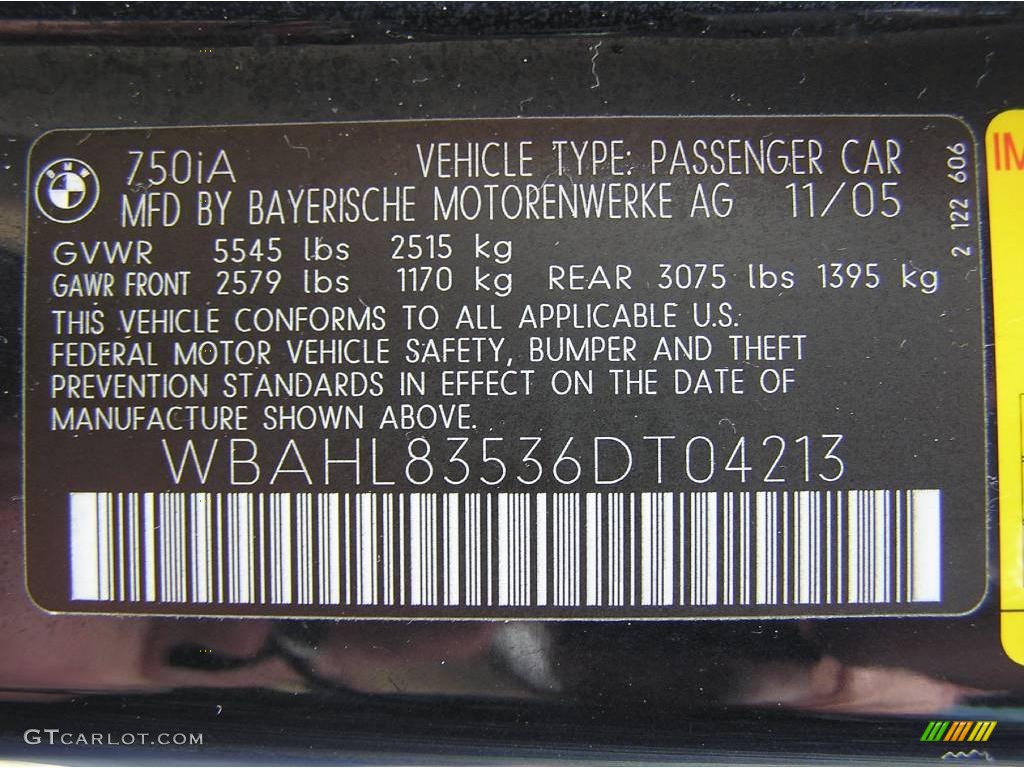 750iA VEHICLE TYPE: PASSENGER CAR
MFD BY BAYERISCHE MOTORENWERKE AG 11/05
GVWR 5545 lbs 2515 kg
GAWR FRONT 2579 lbs 1170 kg REAR 3075 lbs 1395 kg
THIS VEHICLE CONFORMS TO ALL APPLICABLE U.S.
FEDERAL MOTOR VEHICLE SAFETY, BUMPER AND THEFT
PREVENTION STANDARDS IN EFFECT ON THE DATE OF
MANUFACTURE SHOWN ABOVE.
WBAHL83536DT04213
2 122 606
IM
GTCARLOT.COM